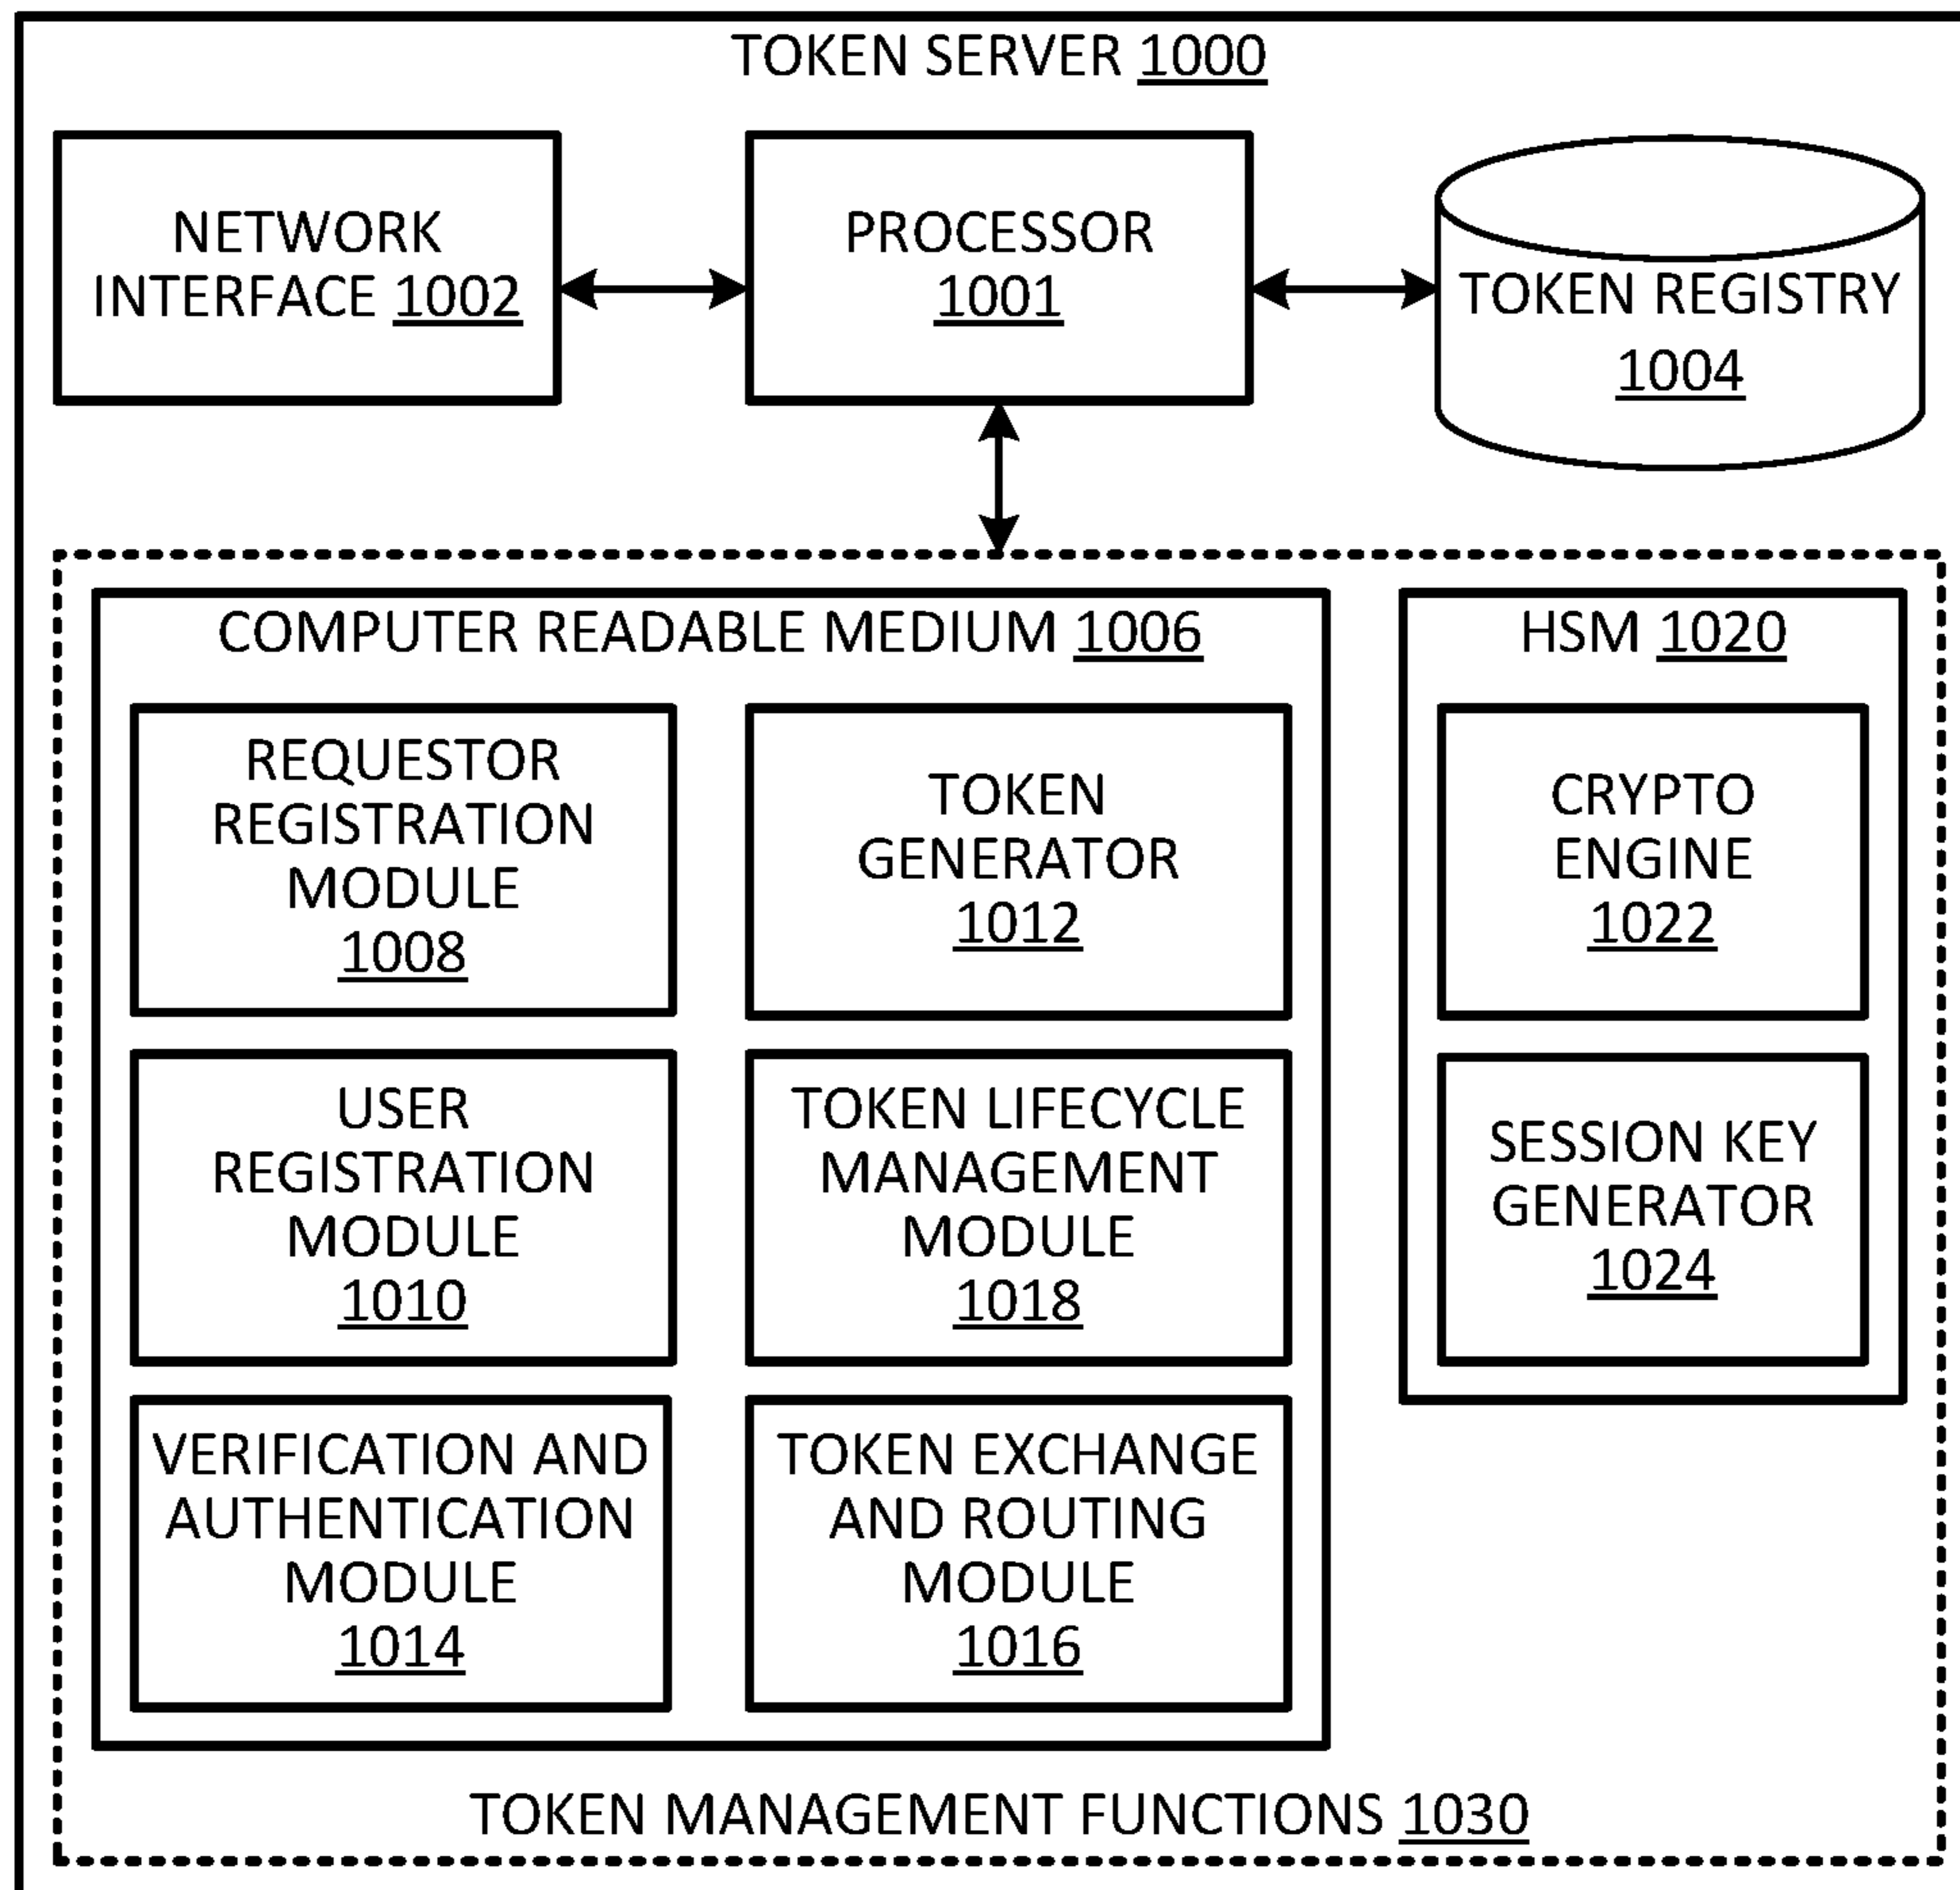 TOKEN SERVER 1000
NETWORK
INTERFACE 1002
PROCESSOR
1001
TOKEN REGISTRY
1004
COMPUTER READABLE MEDIUM 1006
REQUESTOR
REGISTRATION
MODULE
1008
TOKEN
GENERATOR
1012
USER
REGISTRATION
MODULE
1010
TOKEN LIFECYCLE
MANAGEMENT
MODULE
1018
VERIFICATION AND
AUTHENTICATION
MODULE
1014
TOKEN EXCHANGE
AND ROUTING
MODULE
1016
HSM 1020
CRYPTO
ENGINE
1022
SESSION KEY
GENERATOR
1024
TOKEN MANAGEMENT FUNCTIONS 1030